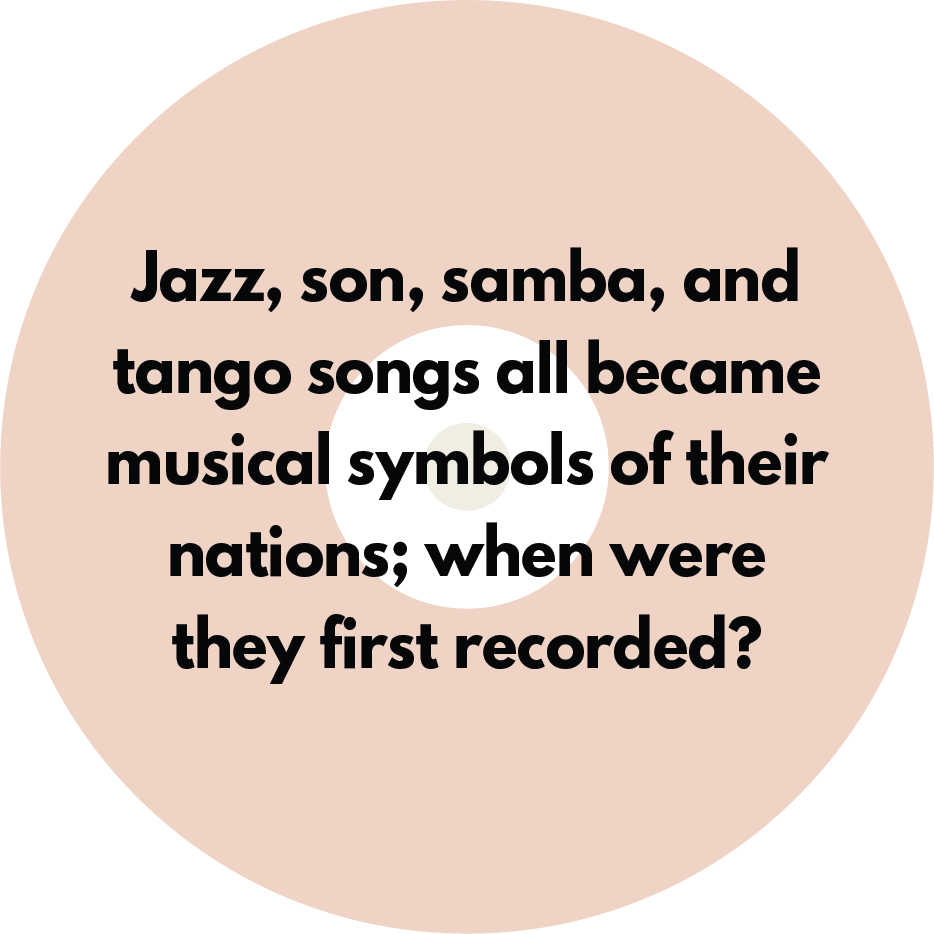 Jazz, son, samba, and
tango songs all became
musical symbols of their
nations; when were
they first recorded?